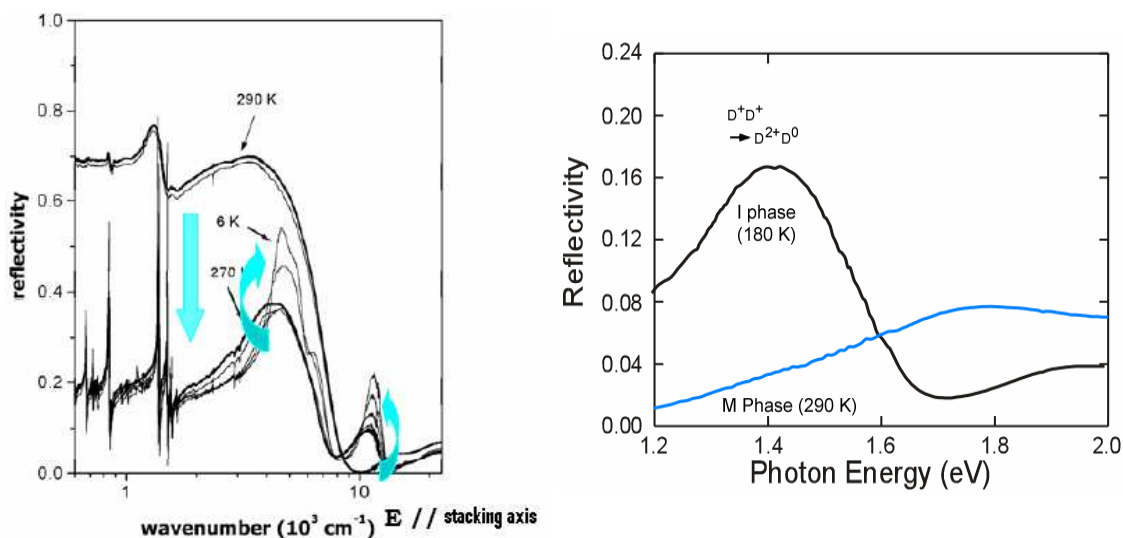 1.0
0.8
0.6
0.4
0.2
0.0
reflectivity
290 K
6 K
270
1
10
wavenumber (10³ cm⁻¹)
E // stacking axis
0.24
0.20
0.16
0.12
0.08
0.04
0.00
Reflectivity
D⁺D⁺
D²⁺D⁰
I phase
(180 K)
M Phase (290 K)
1.2 1.4 1.6 1.8 2.0
Photon Energy (eV)